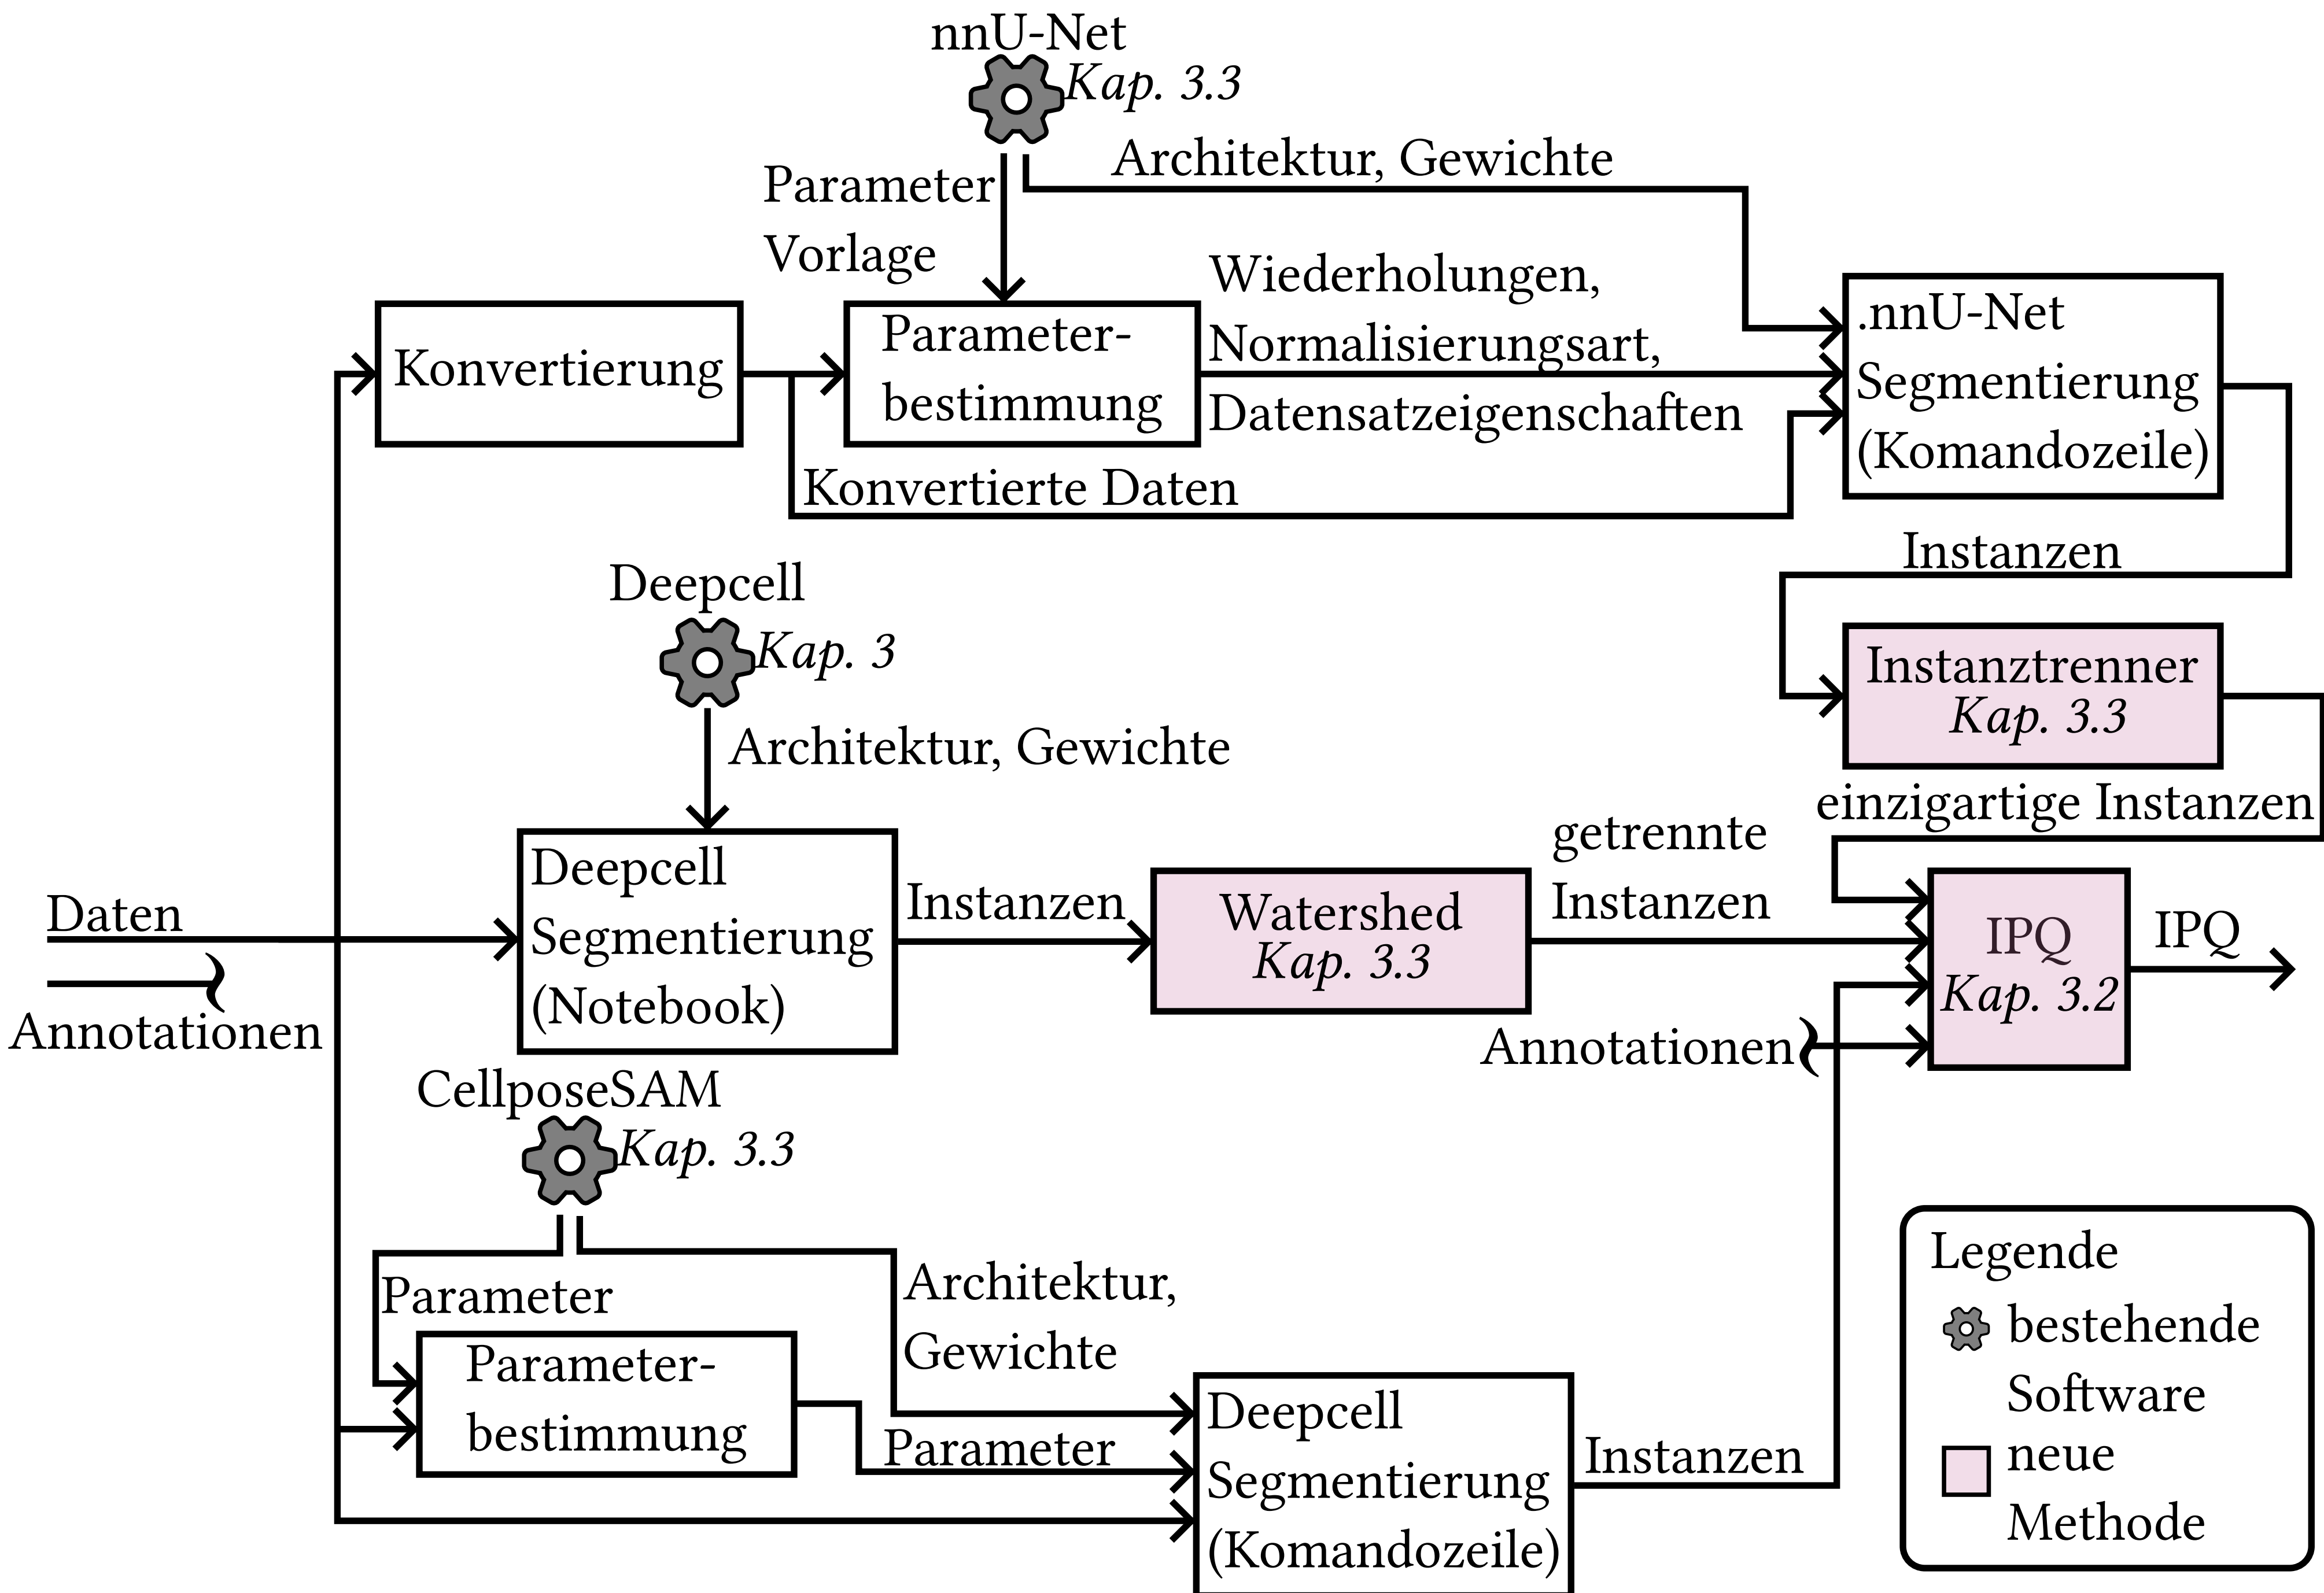 nnU-Net
Kap. 3.3
Architektur, Gewichte
Parameter
Vorlage
Wiederholungen,
Normalisierungsart,
Datensatzeigenschaften
Konvertierung
Parameter-
bestimmung
.nnU-Net
Segmentierung
(Komandozeile)
Konvertierte Daten
Instanzen
Deepcell
Kap. 3
Architektur, Gewichte
Instanztrenner
Kap. 3.3
einzigartige Instanzen
Daten
Annotationen
Deepcell
Segmentierung
(Notebook)
Instanzen
Watershed
Kap. 3.3
getrennte
Instanzen
Annotationen
IPQ
Kap. 3.2
IPQ
CellposeSAM
Kap. 3.3
Parameter
Architektur,
Gewichte
Parameter-
bestimmung
Parameter
Deepcell
Segmentierung
(Komandozeile)
Instanzen
Legende
bestehende
Software
neue
Methode